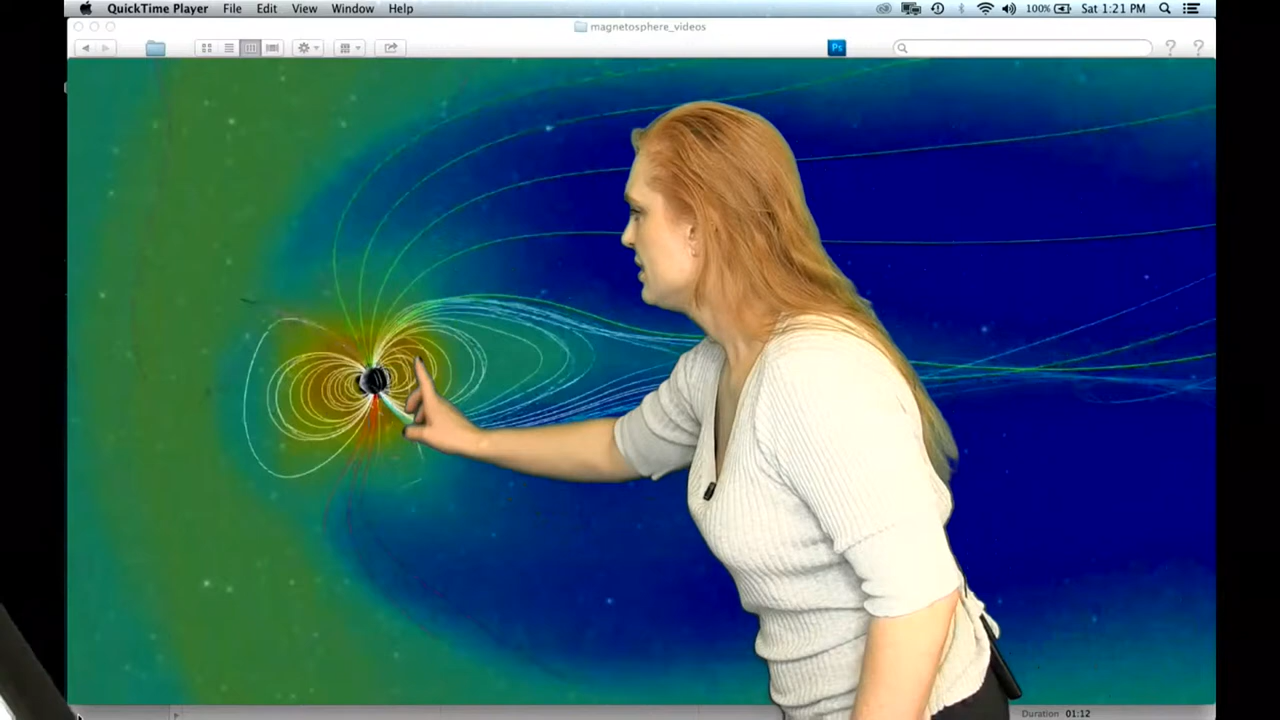 QuickTime Player File Edit View Window Help 100% Sat 1:21 PM
magnetosphere_videos
Ps
? ?
Duration 01:12